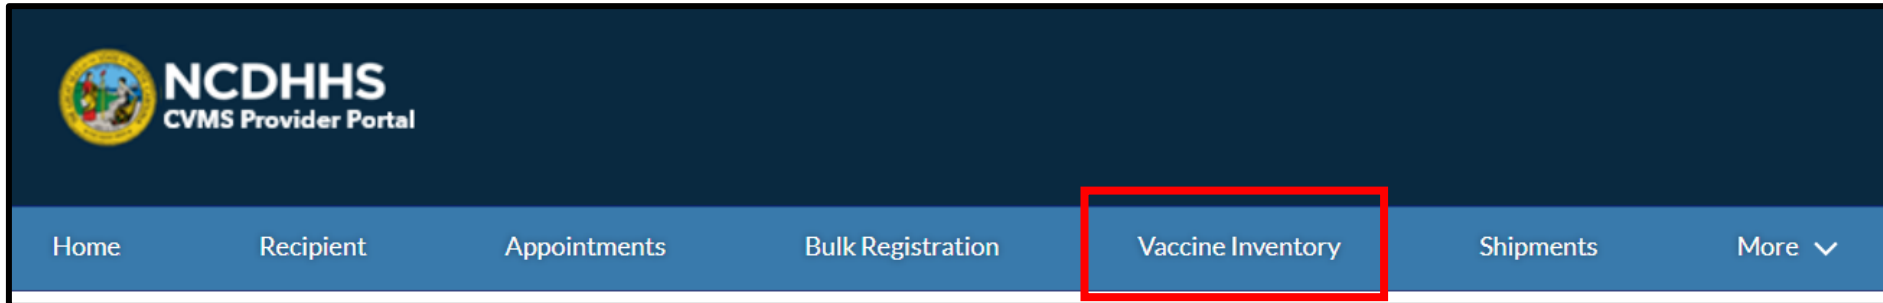 NCDHHS
CVMS Provider Portal
Home Recipient Appointments Bulk Registration Vaccine Inventory Shipments More